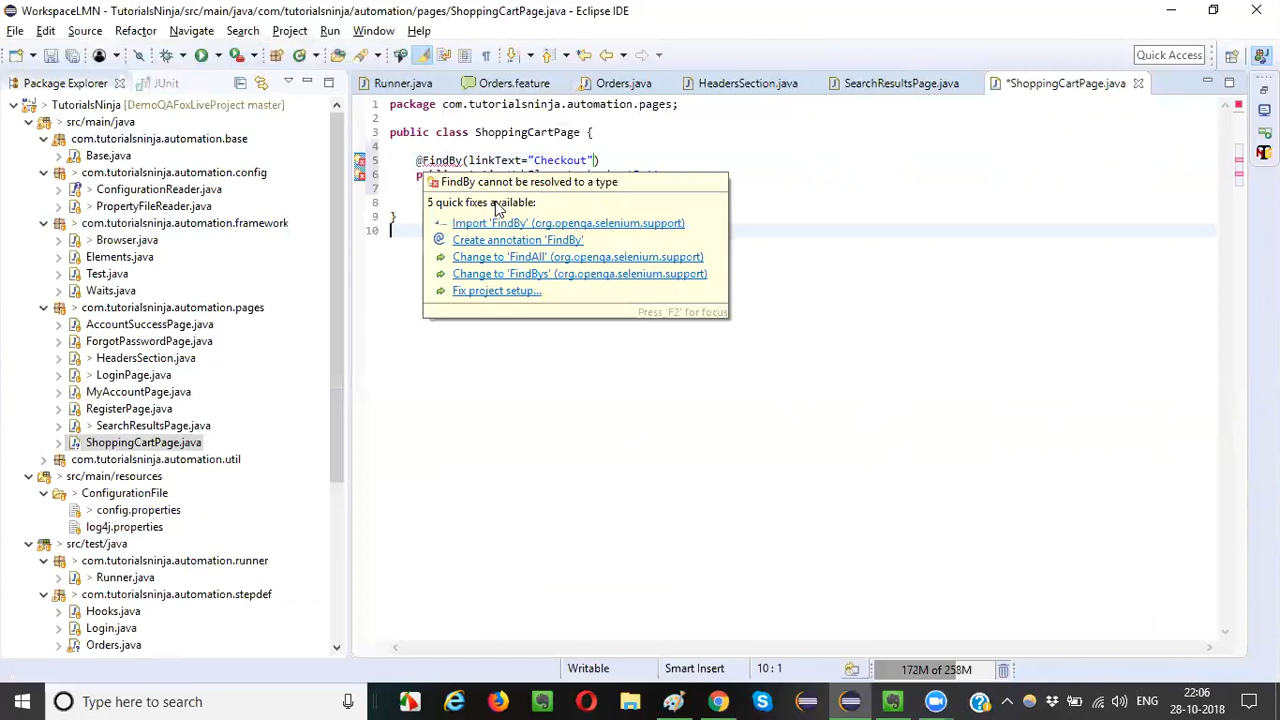 WorkspaceLMN - TutorialsNinja/src/main/java/com/tutorialsninja/automation/pages/ShoppingCartPage.java - Eclipse IDE
File Edit Source Refactor Navigate Search Project Run Window Help
Quick Access
Package Explorer JUnit
Runner.java Orders.feature Orders.java HeadersSection.java SearchResultsPage.java *ShoppingCartPage.java
TutorialsNinja [DemoQAFoxLiveProject master]
src/main/java
com.tutorialsninja.automation.base
Base.java
com.tutorialsninja.automation.config
> ConfigurationReader.java
> PropertyFileReader.java
> com.tutorialsninja.automation.framework
> Browser.java
Elements.java
Test.java
Waits.java
> com.tutorialsninja.automation.pages
AccountSuccessPage.java
ForgotPasswordPage.java
> HeadersSection.java
> LoginPage.java
MyAccountPage.java
RegisterPage.java
> SearchResultsPage.java
ShoppingCartPage.java
com.tutorialsninja.automation.util
> src/main/resources
> ConfigurationFile
> config.properties
log4j.properties
> src/test/java
> com.tutorialsninja.automation.runner
> Runner.java
> com.tutorialsninja.automation.stepdef
Hooks.java
Login.java
Orders.java
1 package com.tutorialsninja.automation.pages;
2
3 public class ShoppingCartPage {
4
5 @FindBy(linkText="Checkout")
6
7
8
9 }
10
FindBy cannot be resolved to a type
5 quick fixes available:
Import 'FindBy' (org.openqa.selenium.support)
Create annotation 'FindBy'
Change to 'FindAll' (org.openqa.selenium.support)
Change to 'FindBys' (org.openqa.selenium.support)
Fix project setup...
Press 'F2' for focus
Writable Smart Insert 10 : 1 172M of 258M
Type here to search
ENG
22:06
28-10-2018